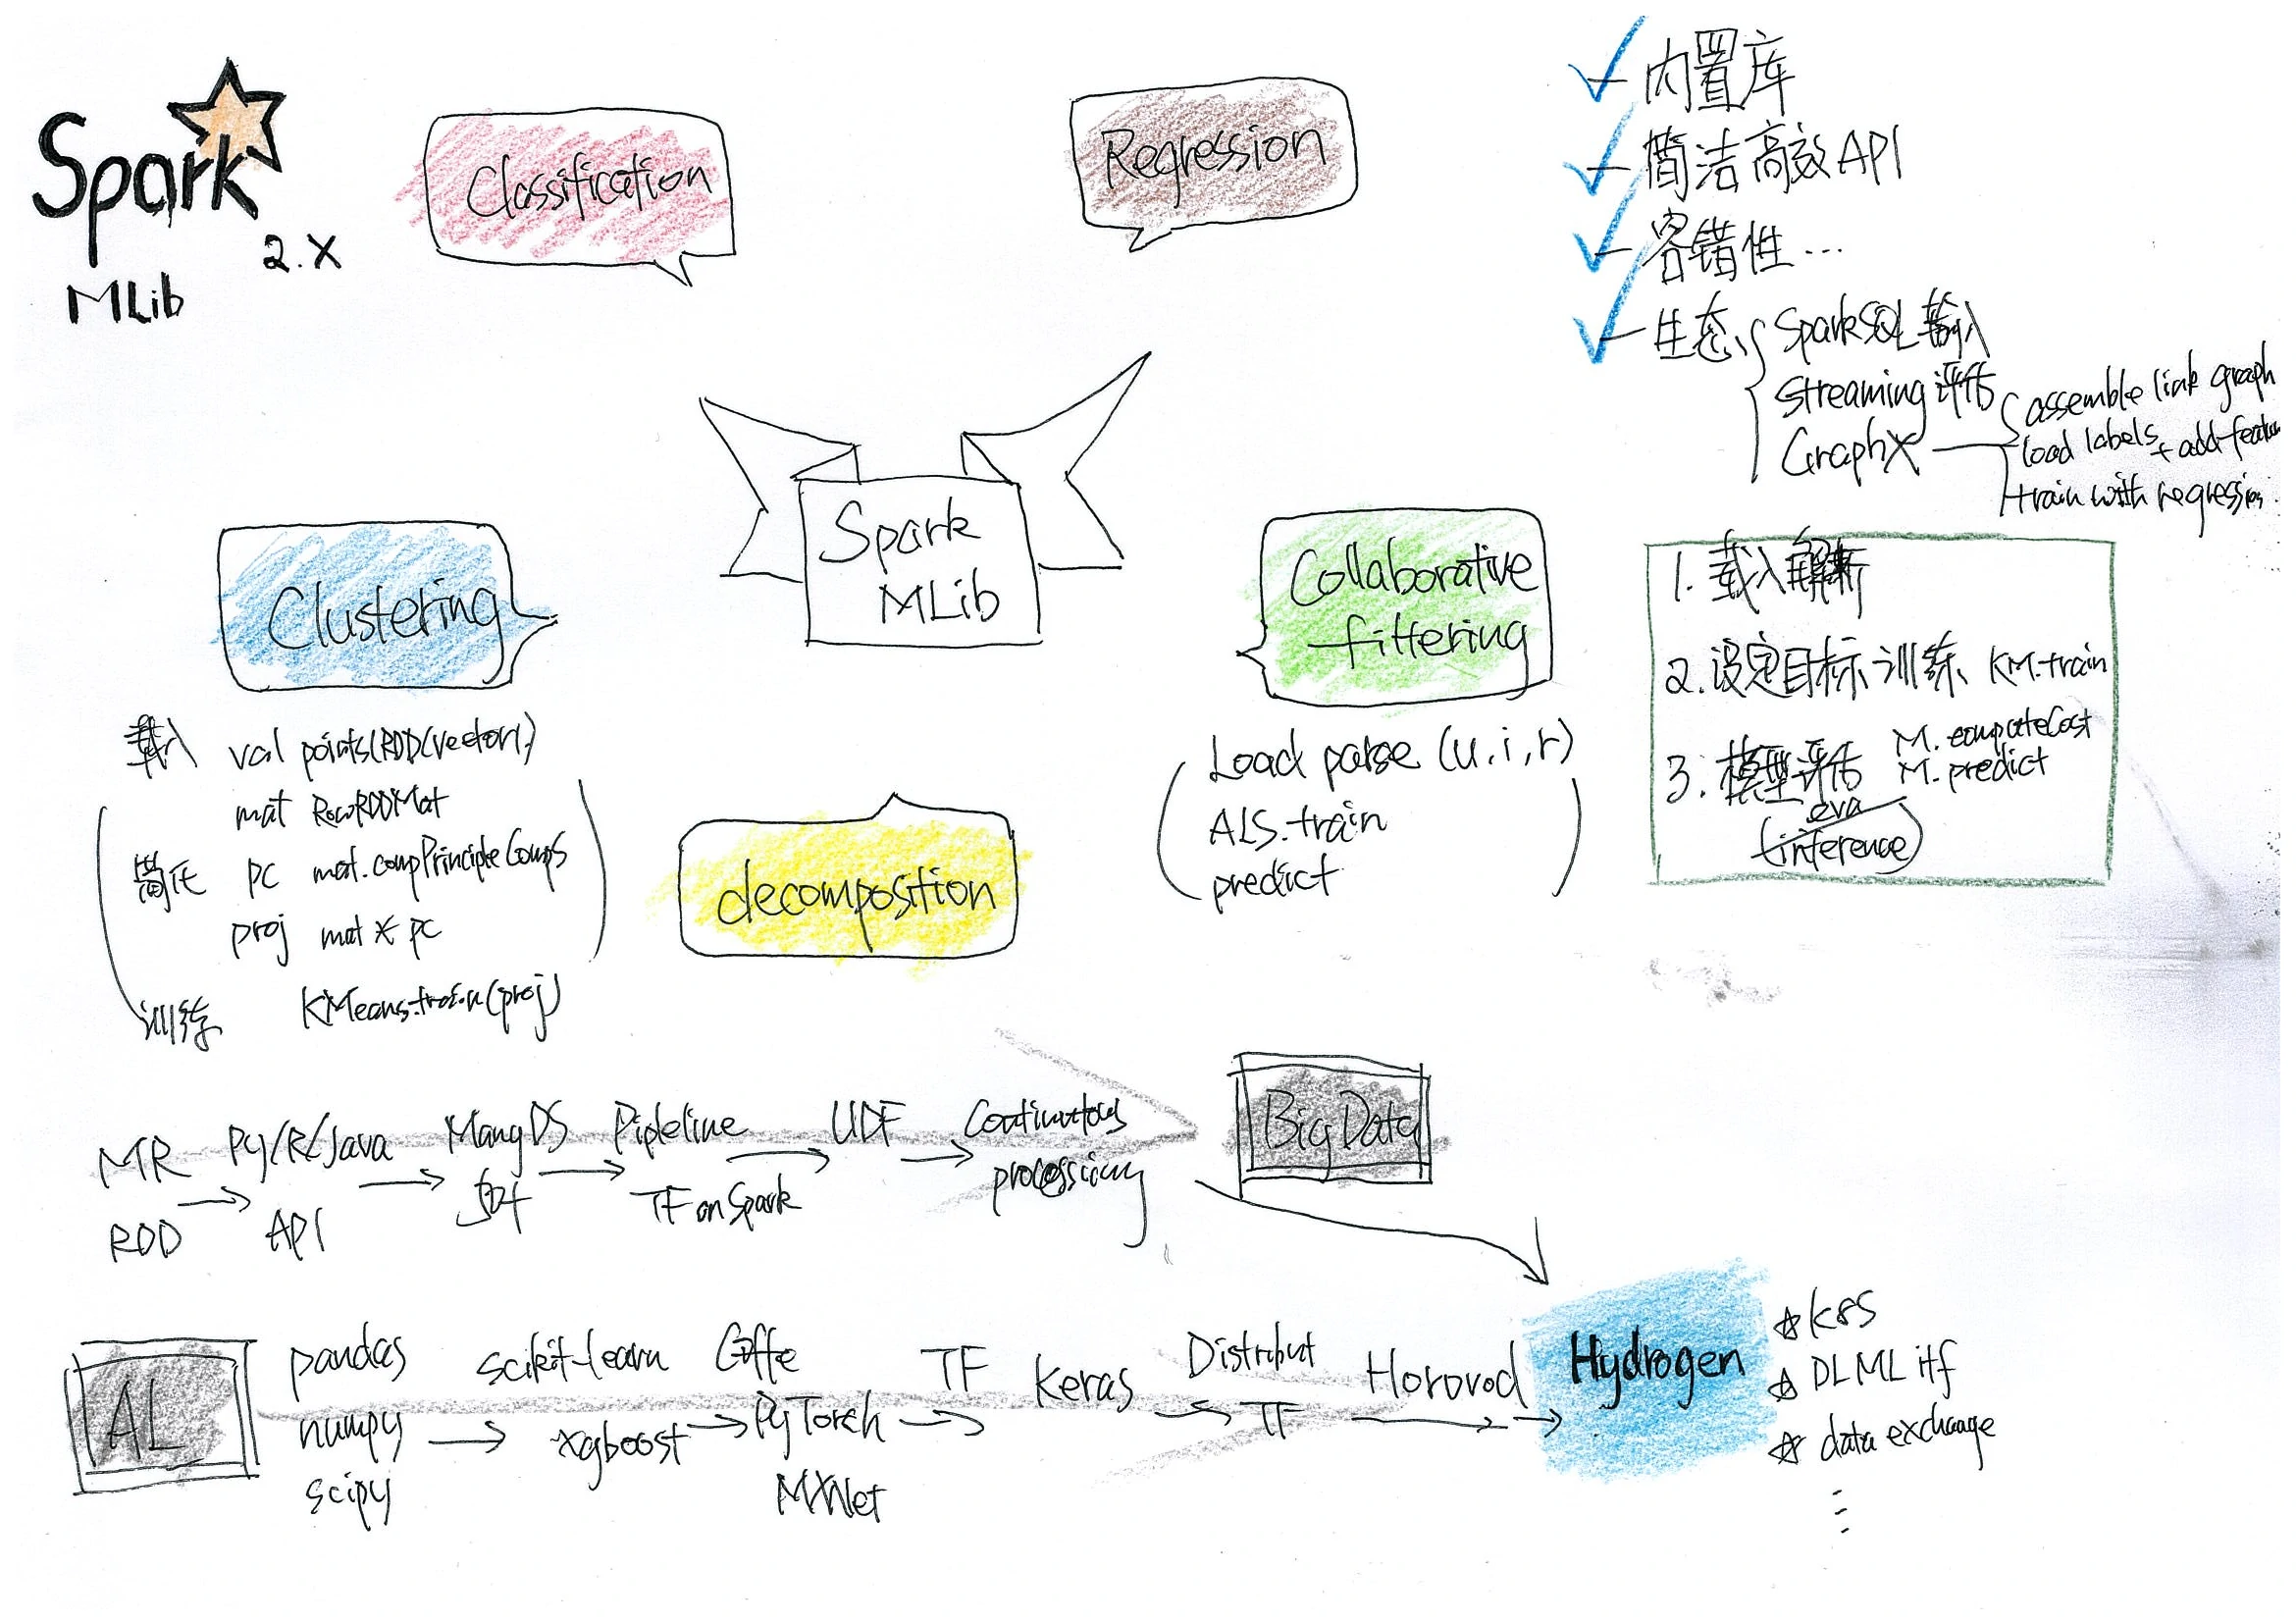 Spark
2.X
MLib
Classification
Regression
内置库
简洁高效API
容错性...
生态
SparkSQL 输入
Streaming 评估
GraphX
assemble link graph
load labels + add featu
train with regression
Spark
MLib
Clustering
载入 val points(RDD(vector).)
mat RowRDDMat
简化 pc mat.compPrincipleComps
proj mat * pc
训练 KMeans.train(proj)
decomposition
Collaborative
fittering
Load parse (u.i,r)
ALS.train
predict
1. 载入解析
2. 设定目标训练 KM.train
3. 模型评估 M.computeCost
M.predict
eva
(inference)
MR
RDD
PY/R/Java
API
Many DS
Pipleline
TF on Spark
UDF
Continuous
processing
Big Data
AL
pandas
numpy
scipy
scikit-learn
xgboost
Caffe
PyTorch
MXNet
TF
Keras
Distribut
TF
Horovod
Hydrogen
K8S
DL ML itf
data exchange